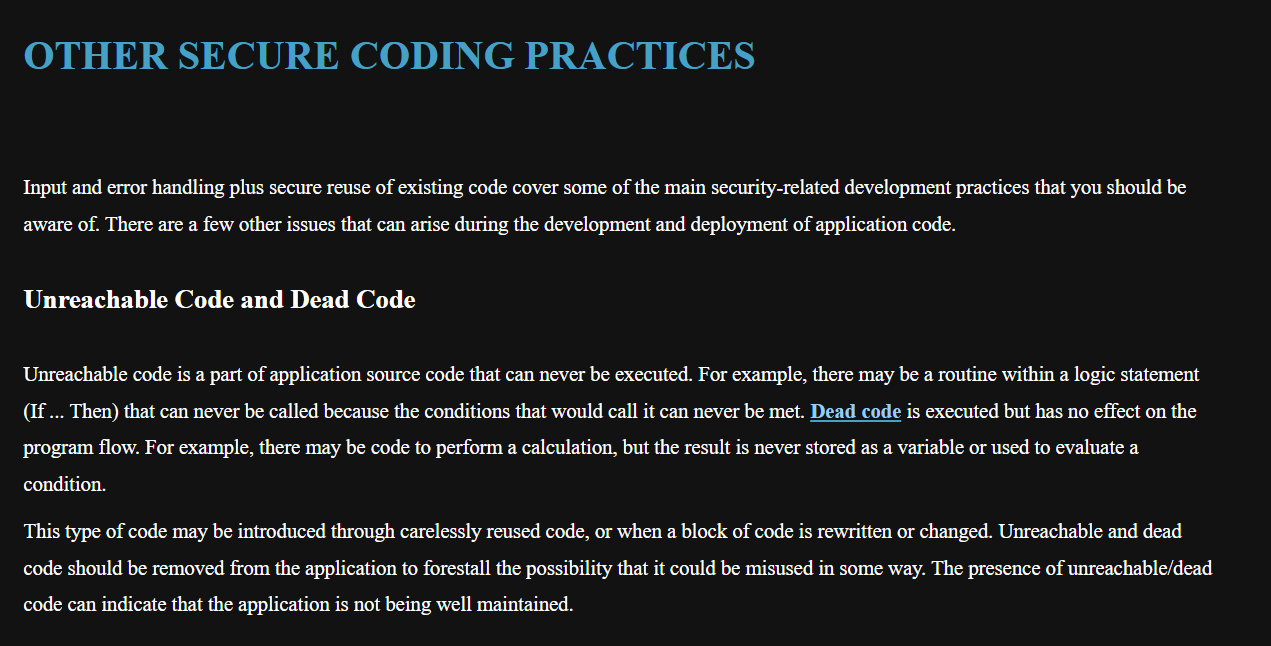 OTHER SECURE CODING PRACTICES
Input and error handling plus secure reuse of existing code cover some of the main security-related development practices that you should be
aware of. There are a few other issues that can arise during the development and deployment of application code.
Unreachable Code and Dead Code
Unreachable code is a part of application source code that can never be executed. For example, there may be a routine within a logic statement
(If ... Then) that can never be called because the conditions that would call it can never be met. Dead code is executed but has no effect on the
program flow. For example, there may be code to perform a calculation, but the result is never stored as a variable or used to evaluate a
condition.
This type of code may be introduced through carelessly reused code, or when a block of code is rewritten or changed. Unreachable and dead
code should be removed from the application to forestall the possibility that it could be misused in some way. The presence of unreachable/dead
code can indicate that the application is not being well maintained.